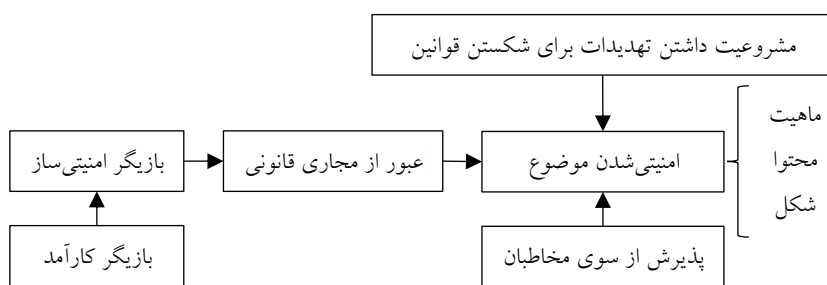 مشروعیت داشتن تهدیدات برای شکستن قوانین
ماهیت
بازیگر امنیتی‌ساز
عبور از مجاری قانونی
امنیتی‌شدن موضوع
محتوا
شکل
بازیگر کارآمد
پذیرش از سوی مخاطبان